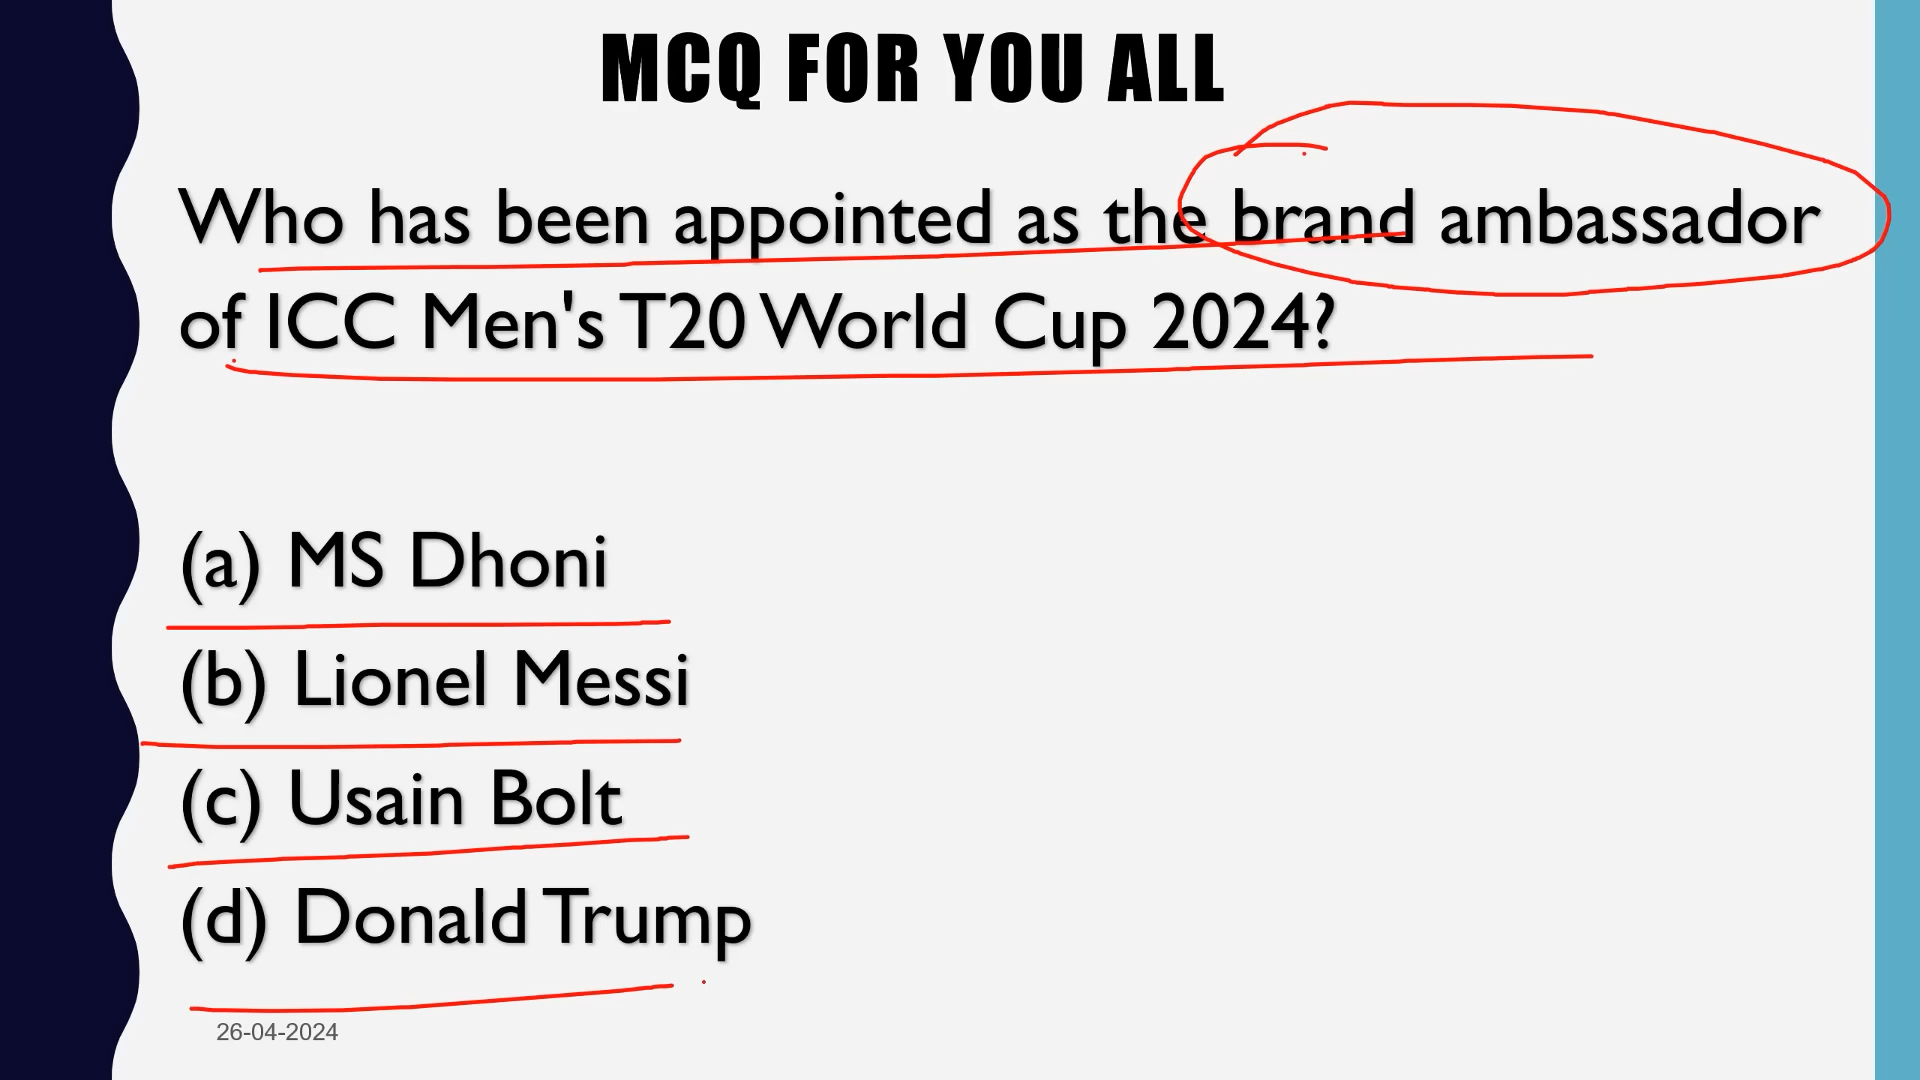 MCQ FOR YOU ALL
Who has been appointed as the brand ambassador
of ICC Men's T20 World Cup 2024?
(a) MS Dhoni
(b) Lionel Messi
(c) Usain Bolt
(d) Donald Trump
26-04-2024